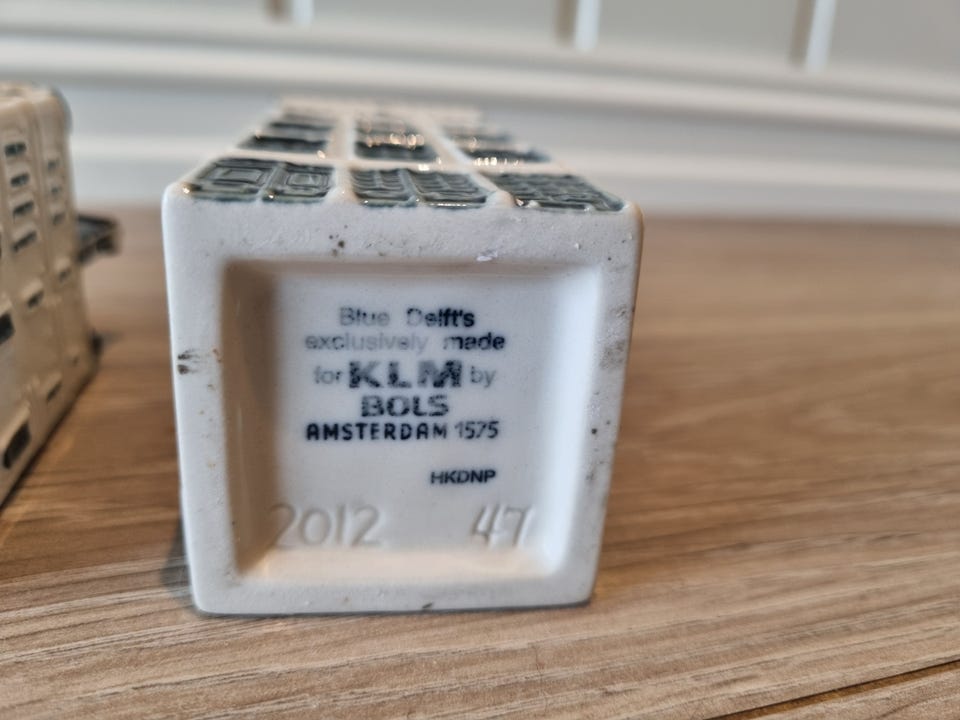 Blue Delft's
exclusively made
for KLM by
BOLS
AMSTERDAM 1575
HKDNP
2012 47